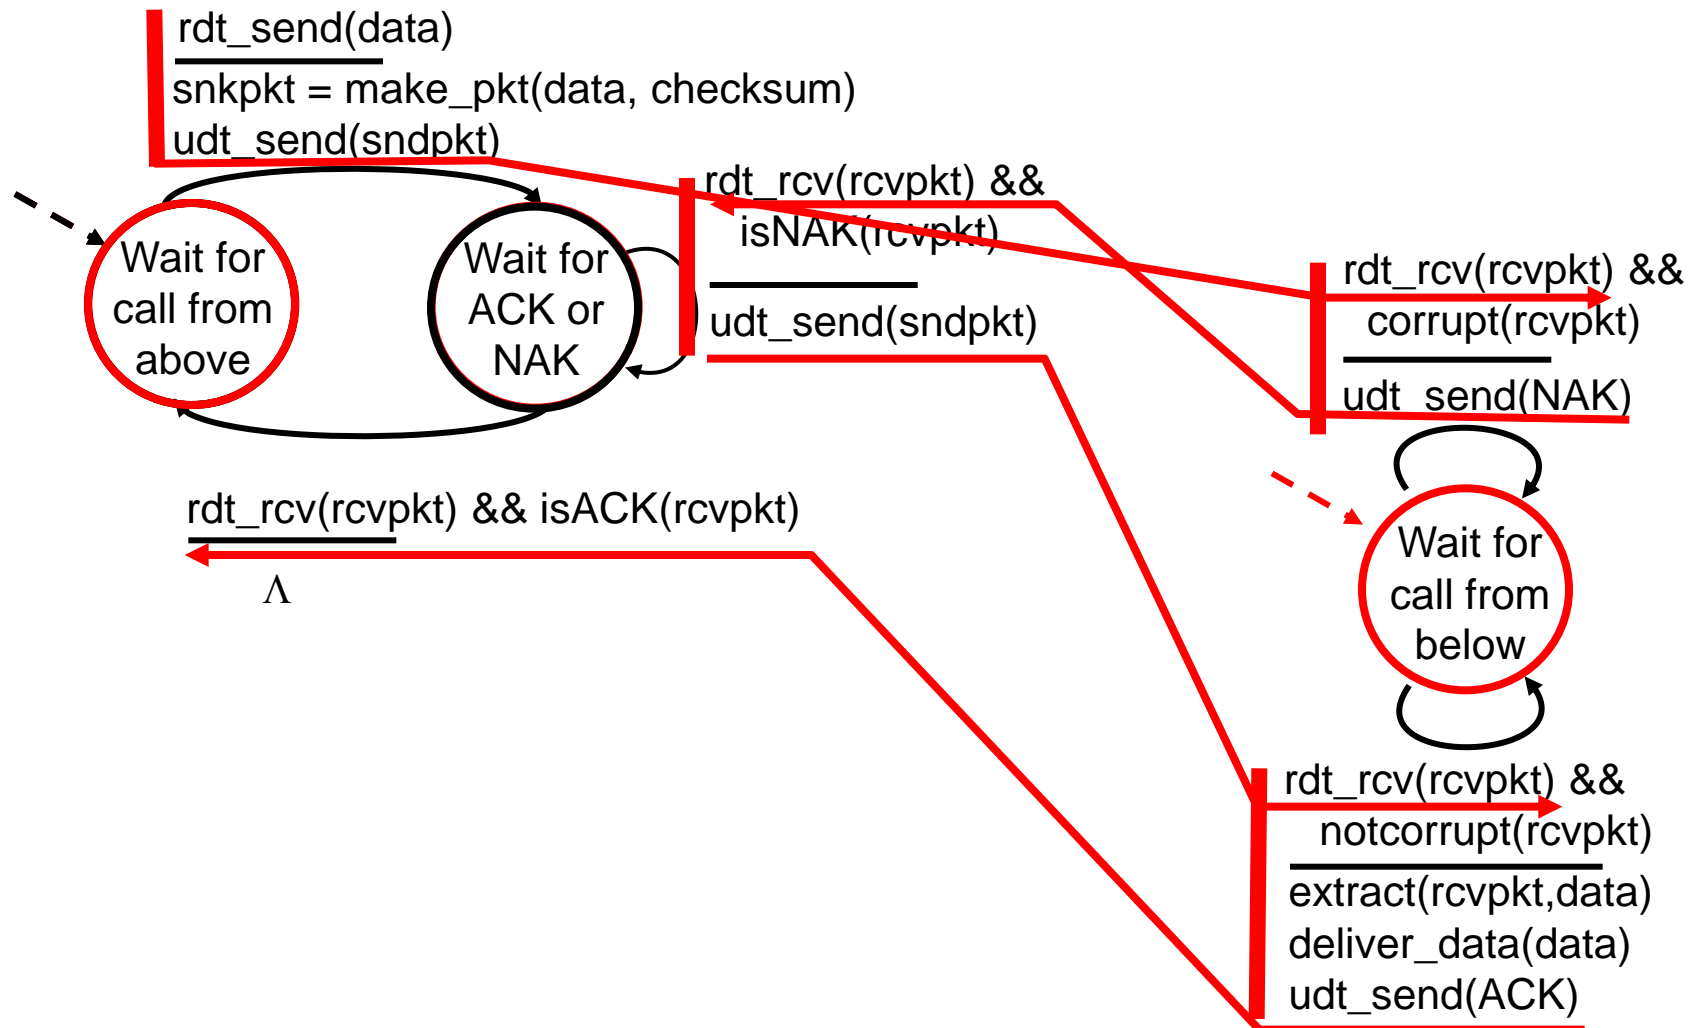 rdt_send(data)
snkpkt = make_pkt(data, checksum)
udt_send(sndpkt)
rdt_rcv(rcvpkt) &&
isNAK(rcvpkt)
udt_send(sndpkt)
Wait for
call from
above
Wait for
ACK or
NAK
rdt_rcv(rcvpkt) &&
corrupt(rcvpkt)
udt_send(NAK)
rdt_rcv(rcvpkt) && isACK(rcvpkt)
Λ
Wait for
call from
below
rdt_rcv(rcvpkt) &&
notcorrupt(rcvpkt)
extract(rcvpkt,data)
deliver_data(data)
udt_send(ACK)